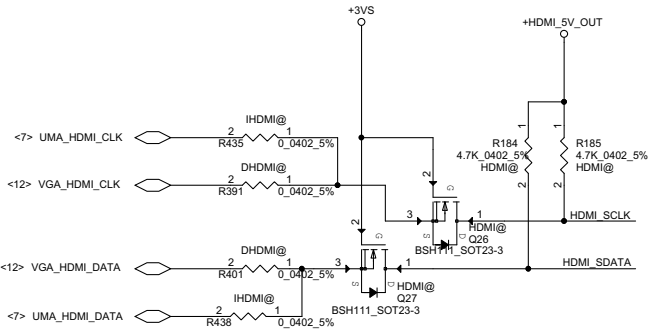 +3VS
+HDMI_5V_OUT
IHDMI@
<7> UMA_HDMI_CLK
2
1
R435
0_0402_5%
DHDMI@
<12> VGA_HDMI_CLK
2
1
R391
0_0402_5%
1
1
R184
4.7K_0402_5%
HDMI@
R185
4.7K_0402_5%
HDMI@
2
2
2
G
3
1
HDMI_SCLK
S
D
HDMI@
Q26
BSH111_SOT23-3
2
G
DHDMI@
<12> VGA_HDMI_DATA
2
1
R401
0_0402_5%
3
1
HDMI_SDATA
S
D
HDMI@
Q27
BSH111_SOT23-3
IHDMI@
<7> UMA_HDMI_DATA
2
1
R438
0_0402_5%